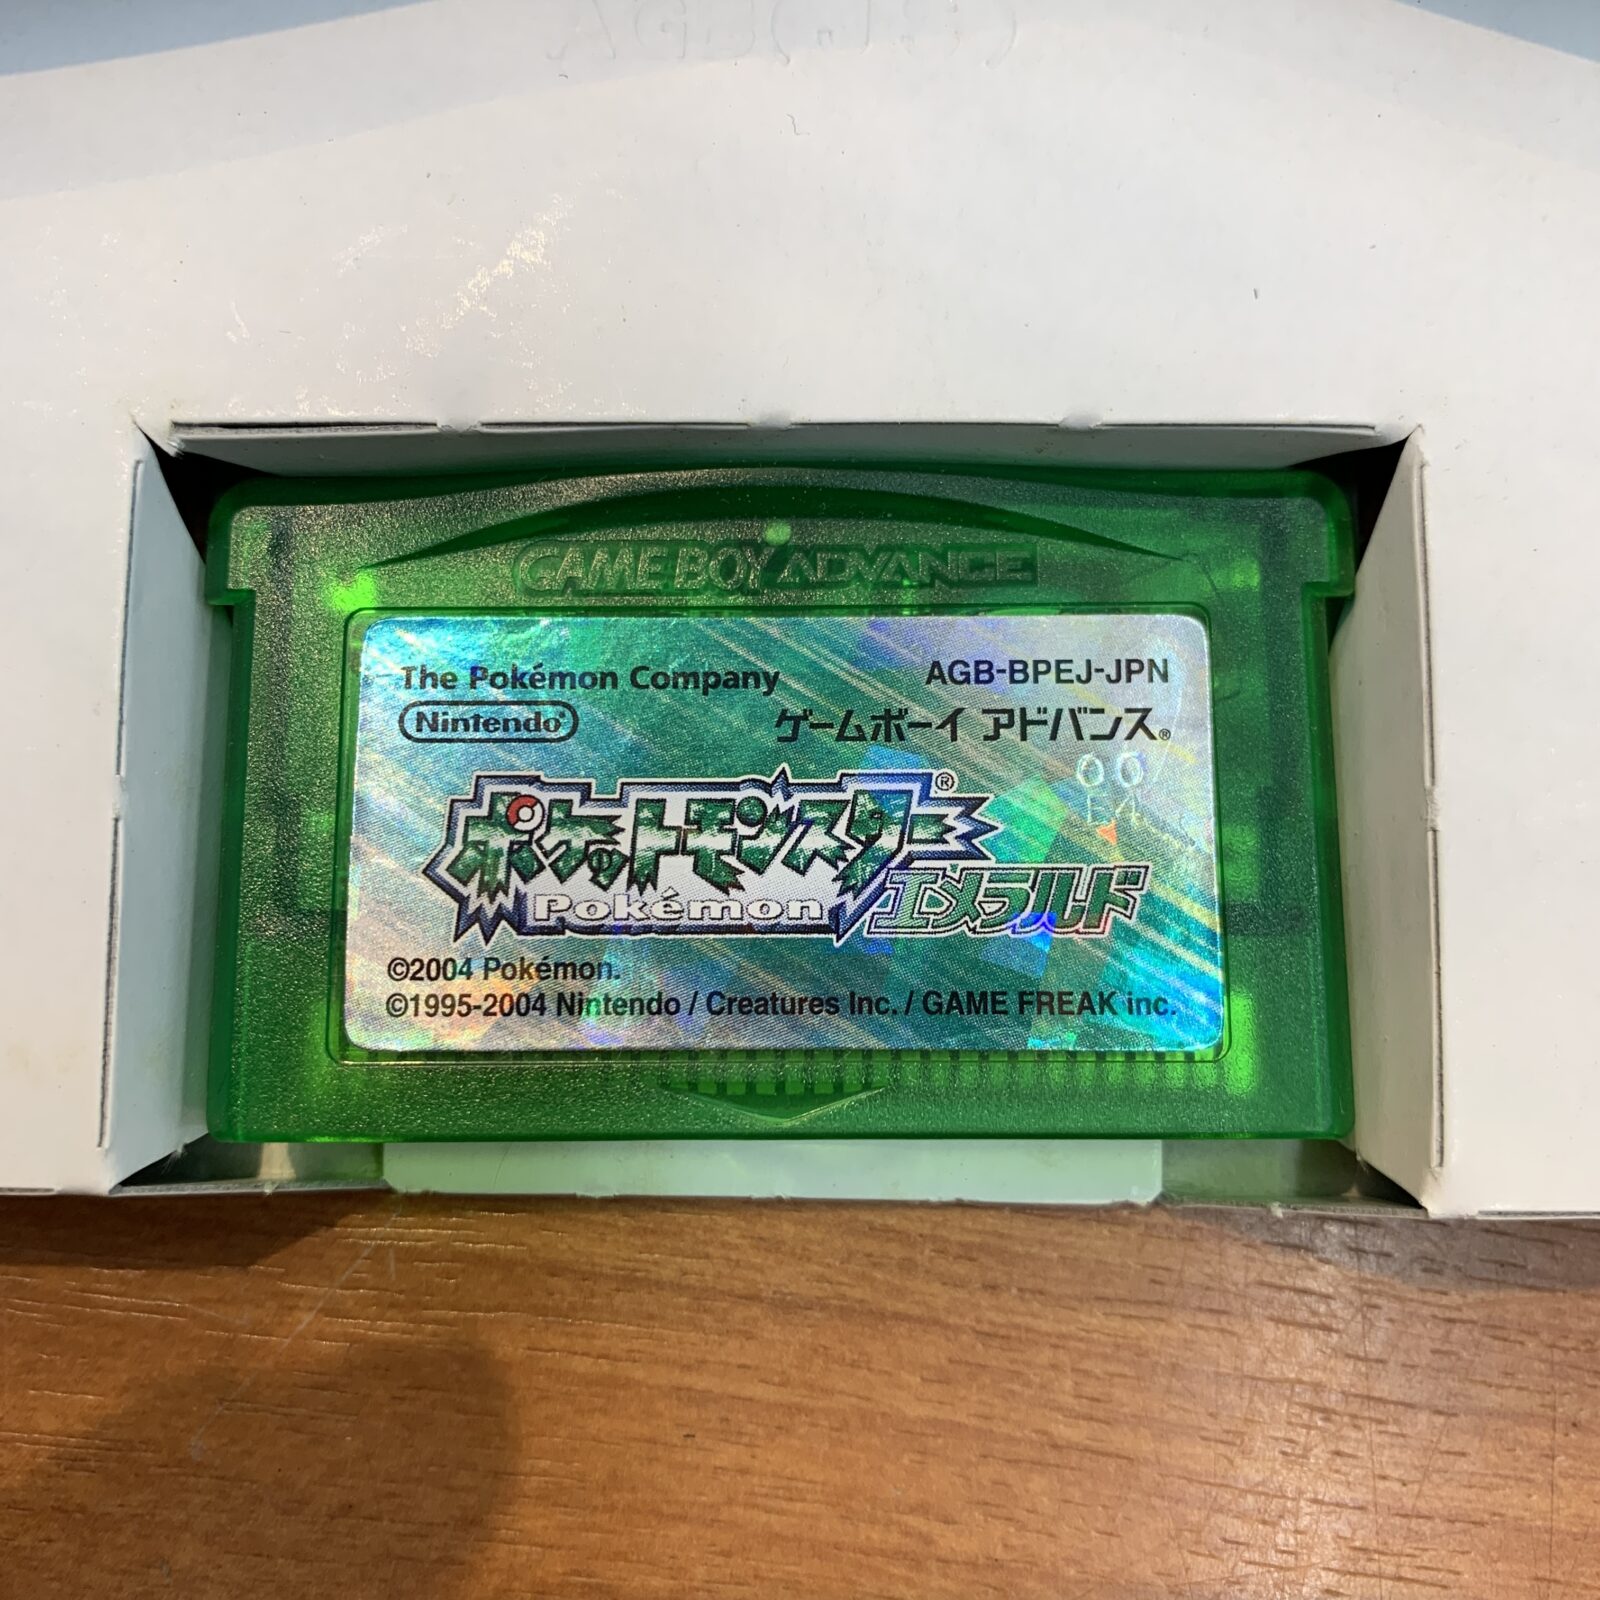 GAME BOY ADVANCE
The Pokémon Company
AGB-BPEJ-JPN
Nintendo®
ゲームボーイ アドバンス®
00
ポケットモンスター®
Pokémon
エメラルド
©2004 Pokémon.
©1995-2004 Nintendo / Creatures Inc. / GAME FREAK inc.